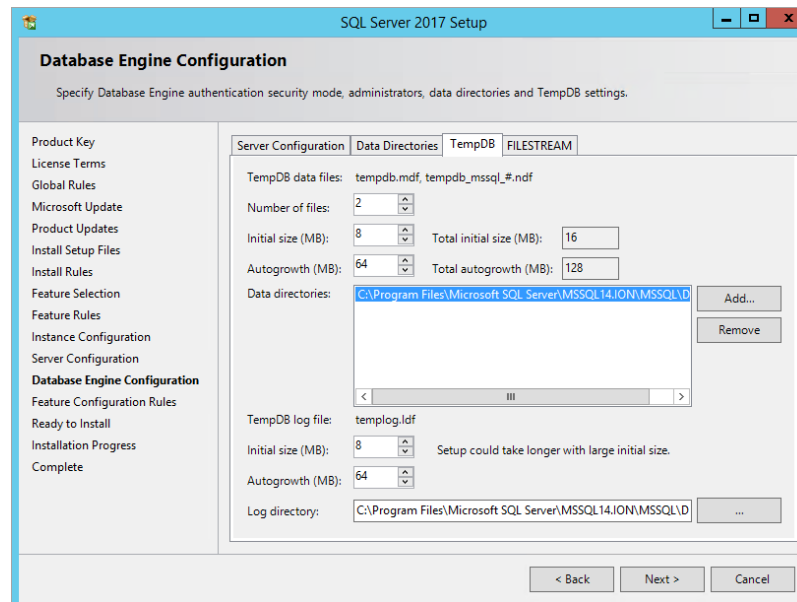 SQL Server 2017 Setup
Database Engine Configuration
Specify Database Engine authentication security mode, administrators, data directories and TempDB settings.
Product Key
License Terms
Global Rules
Microsoft Update
Product Updates
Install Setup Files
Install Rules
Feature Selection
Feature Rules
Instance Configuration
Server Configuration
Database Engine Configuration
Feature Configuration Rules
Ready to Install
Installation Progress
Complete
Server Configuration Data Directories TempDB FILESTREAM
TempDB data files: tempdb.mdf, tempdb_mssql_#.ndf
Number of files: 2
Initial size (MB): 8 Total initial size (MB): 16
Autogrowth (MB): 64 Total autogrowth (MB): 128
Data directories: C:\Program Files\Microsoft SQL Server\MSSQL14.ION\MSSQL\D Add...
Remove
TempDB log file: templog.ldf
Initial size (MB): 8 Setup could take longer with large initial size.
Autogrowth (MB): 64
Log directory: C:\Program Files\Microsoft SQL Server\MSSQL14.ION\MSSQL\D ...
< Back Next > Cancel